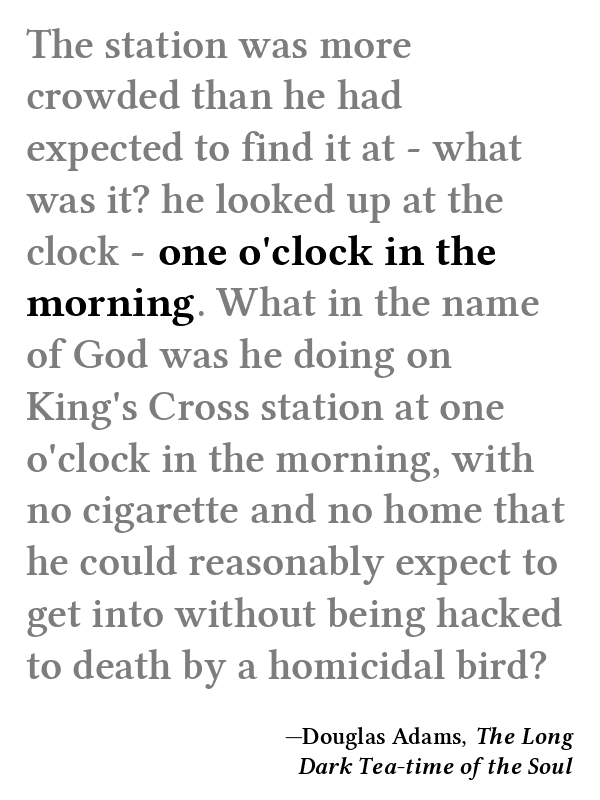 The station was more
crowded than he had
expected to find it at - what
was it? he looked up at the
clock - one o'clock in the
morning. What in the name
of God was he doing on
King's Cross station at one
o'clock in the morning, with
no cigarette and no home that
he could reasonably expect to
get into without being hacked
to death by a homicidal bird?
—Douglas Adams, The Long
Dark Tea-time of the Soul